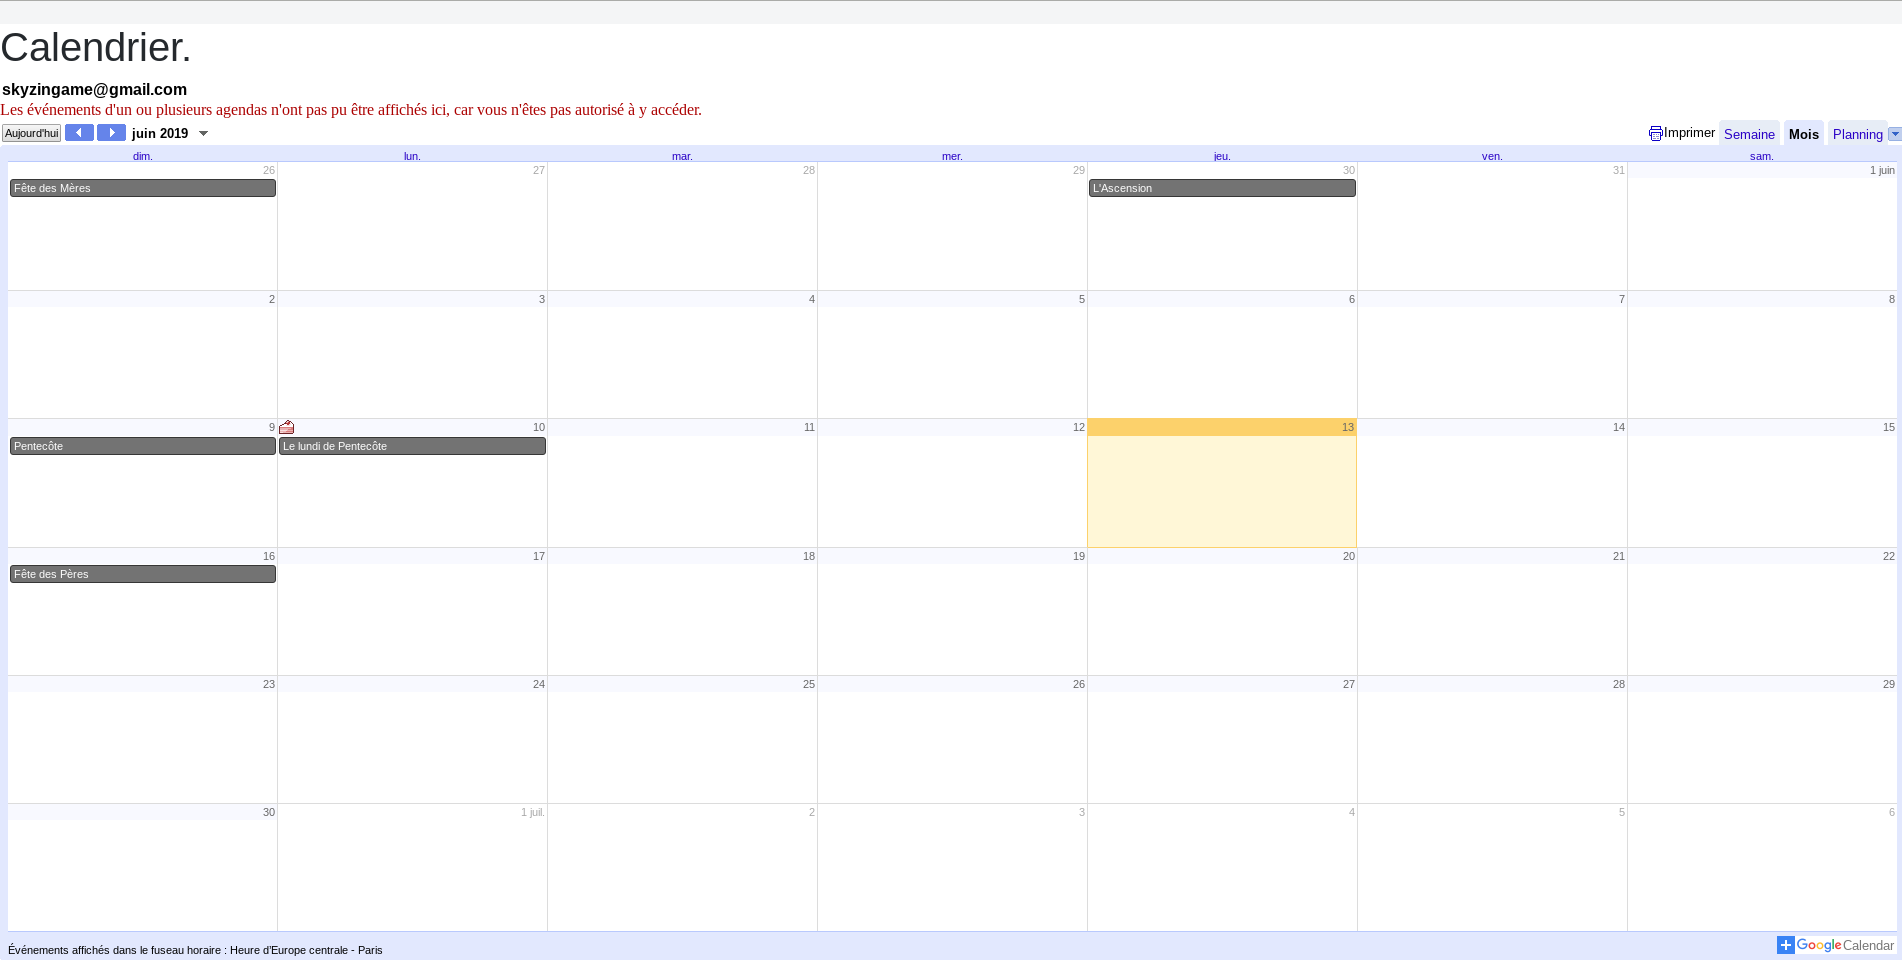 Calendrier.
skyzingame@gmail.com
Les événements d'un ou plusieurs agendas n'ont pas pu être affichés ici, car vous n'êtes pas autorisé à y accéder.
Aujourd'hui juin 2019 Imprimer Semaine Mois Planning
dim. lun. mar. mer. jeu. ven. sam.
26 27 28 29 30 31 1 juin
Fête des Mères L'Ascension
2 3 4 5 6 7 8
9 10 11 12 13 14 15
Pentecôte Le lundi de Pentecôte
16 17 18 19 20 21 22
Fête des Pères
23 24 25 26 27 28 29
30 1 juil. 2 3 4 5 6
Événements affichés dans le fuseau horaire : Heure d'Europe centrale - Paris Google Calendar